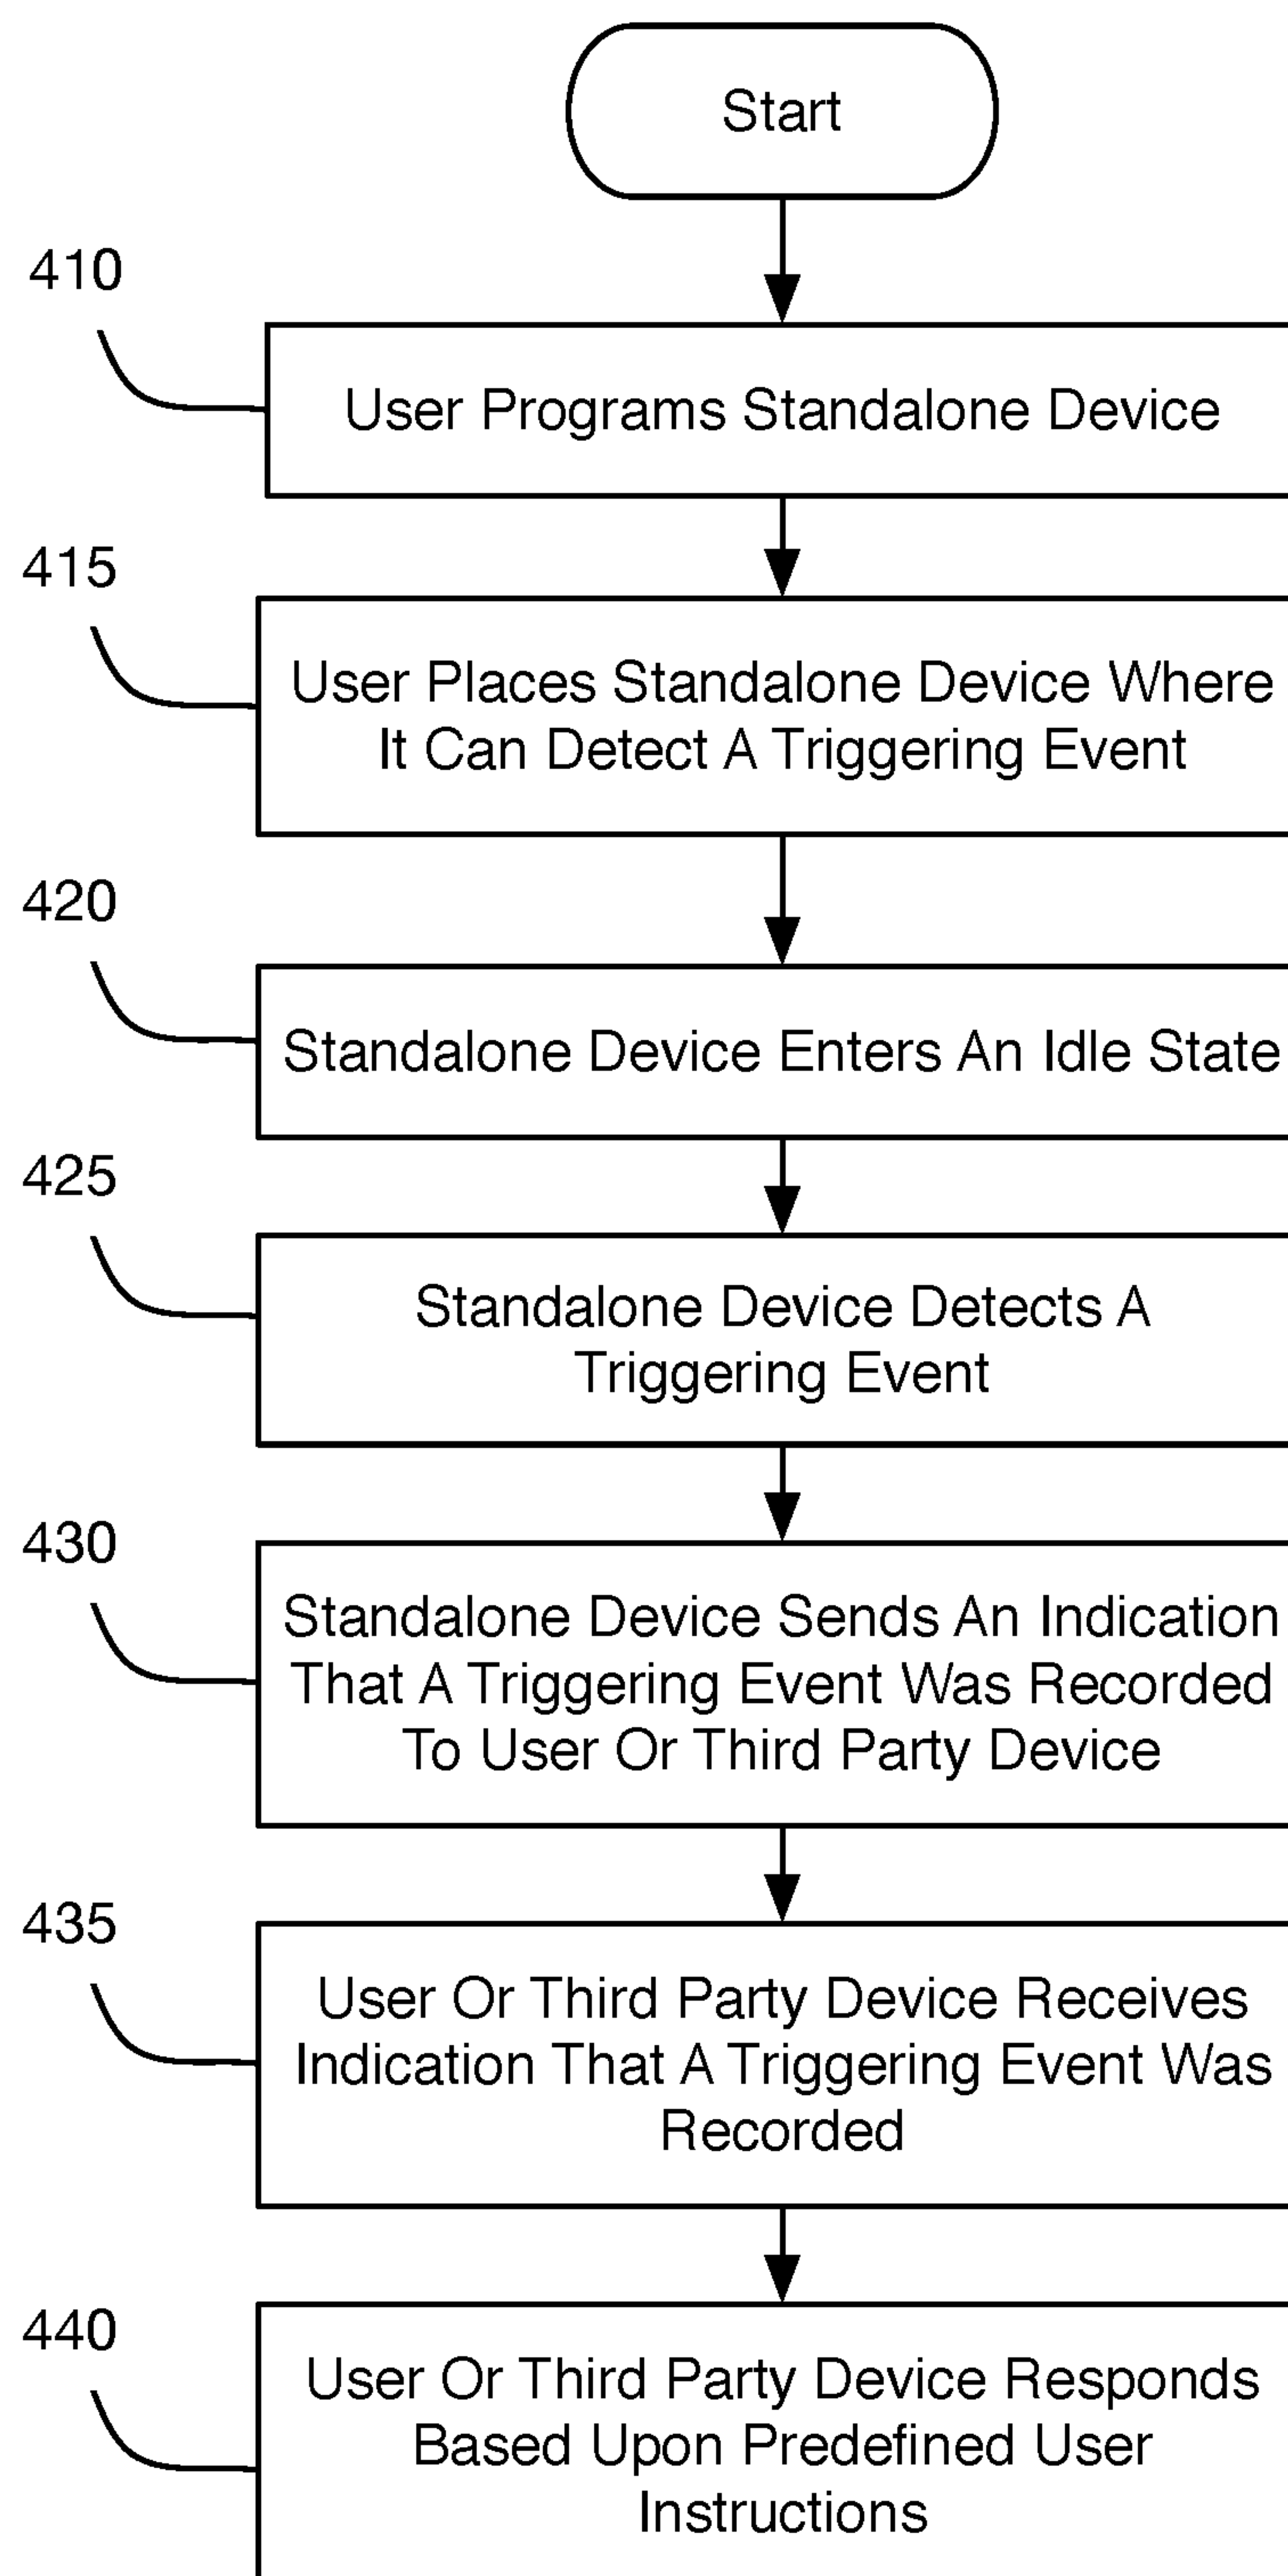 Start
410
User Programs Standalone Device
415
User Places Standalone Device Where
It Can Detect A Triggering Event
420
Standalone Device Enters An Idle State
425
Standalone Device Detects A
Triggering Event
430
Standalone Device Sends An Indication
That A Triggering Event Was Recorded
To User Or Third Party Device
435
User Or Third Party Device Receives
Indication That A Triggering Event Was
Recorded
440
User Or Third Party Device Responds
Based Upon Predefined User
Instructions